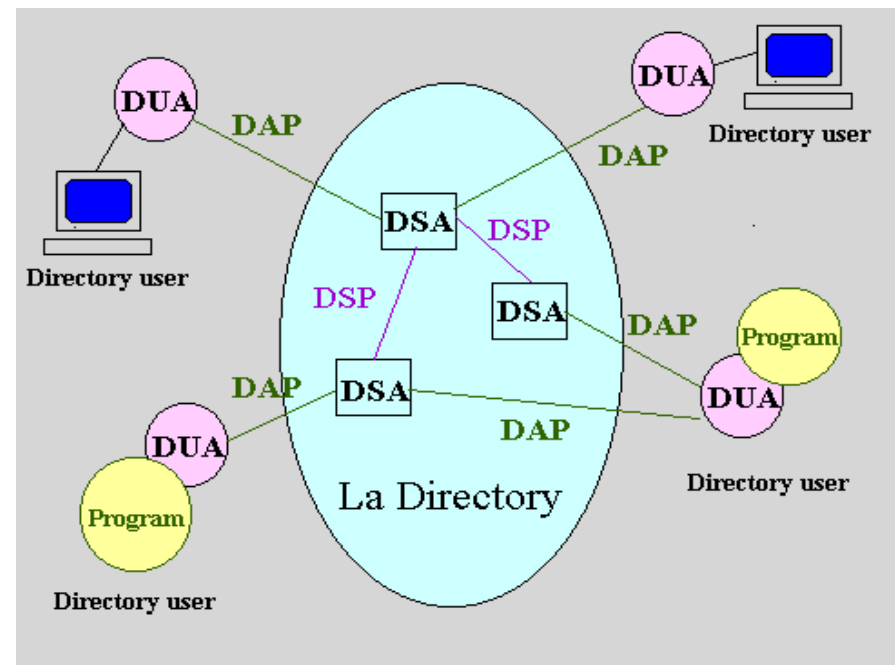 DUA
DUA
Directory user
DAP
DAP
DSA
DSP
Directory user
DSP
DSA
DAP
Program
DAP
DSA
DUA
DAP
DUA
Directory user
La Directory
Program
Directory user